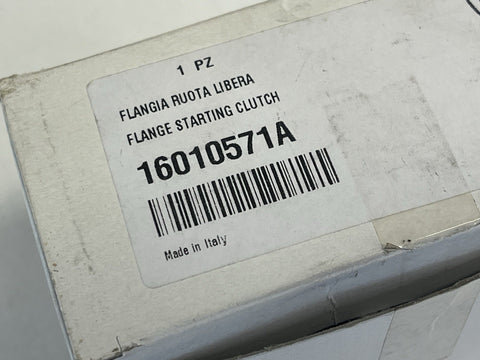 1 PZ
FLANGIA RUOTA LIBERA
FLANGE STARTING CLUTCH
16010571A
Made in Italy